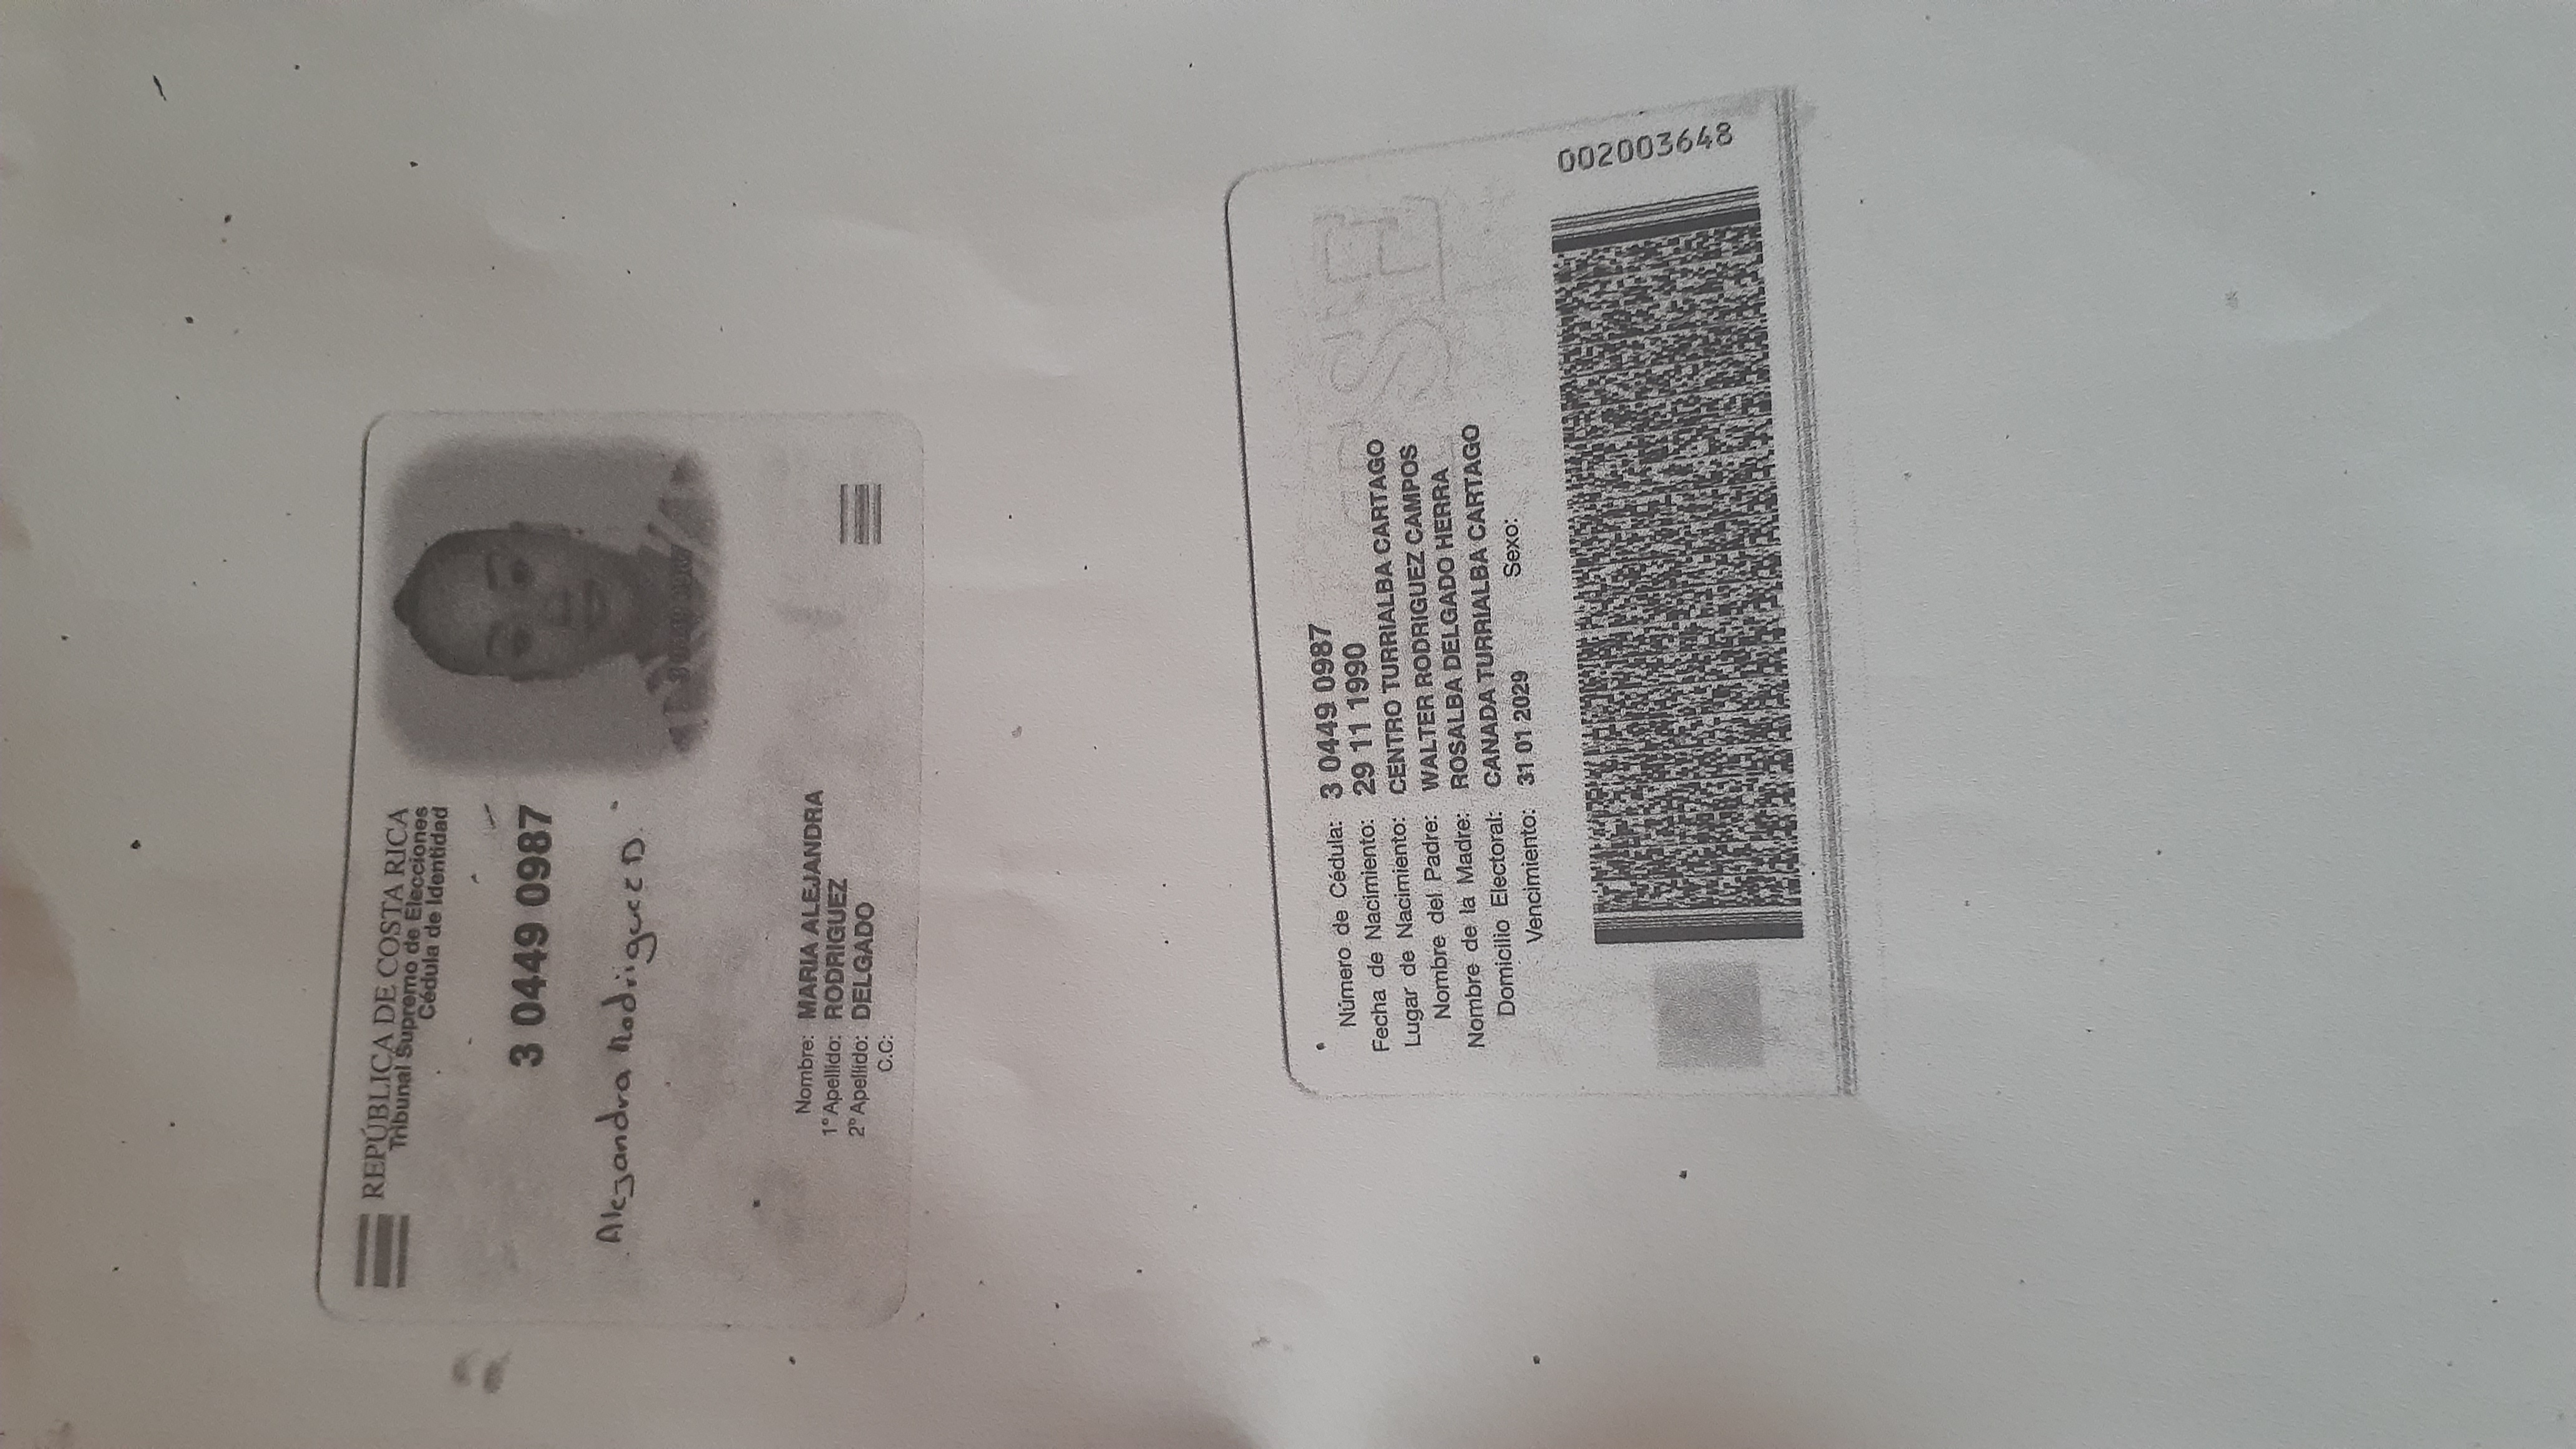 REPÚBLICA DE COSTA RICA
Tribunal Supremo de Elecciones
Cédula de Identidad
3 0449 0987
Alejandra Rodriguez D.
Nombre: MARIA ALEJANDRA
1° Apellido: RODRIGUEZ
2° Apellido: DELGADO
C.C:
Número de Cédula: 3 0449 0987
Fecha de Nacimiento: 29 11 1990
Lugar de Nacimiento: CENTRO TURRIALBA CARTAGO
Nombre del Padre: WALTER RODRIGUEZ CAMPOS
Nombre de la Madre: ROSALBA DELGADO HERRA
Domicilio Electoral: CANADA TURRIALBA CARTAGO
Vencimiento: 31 01 2029 Sexo:
002003648